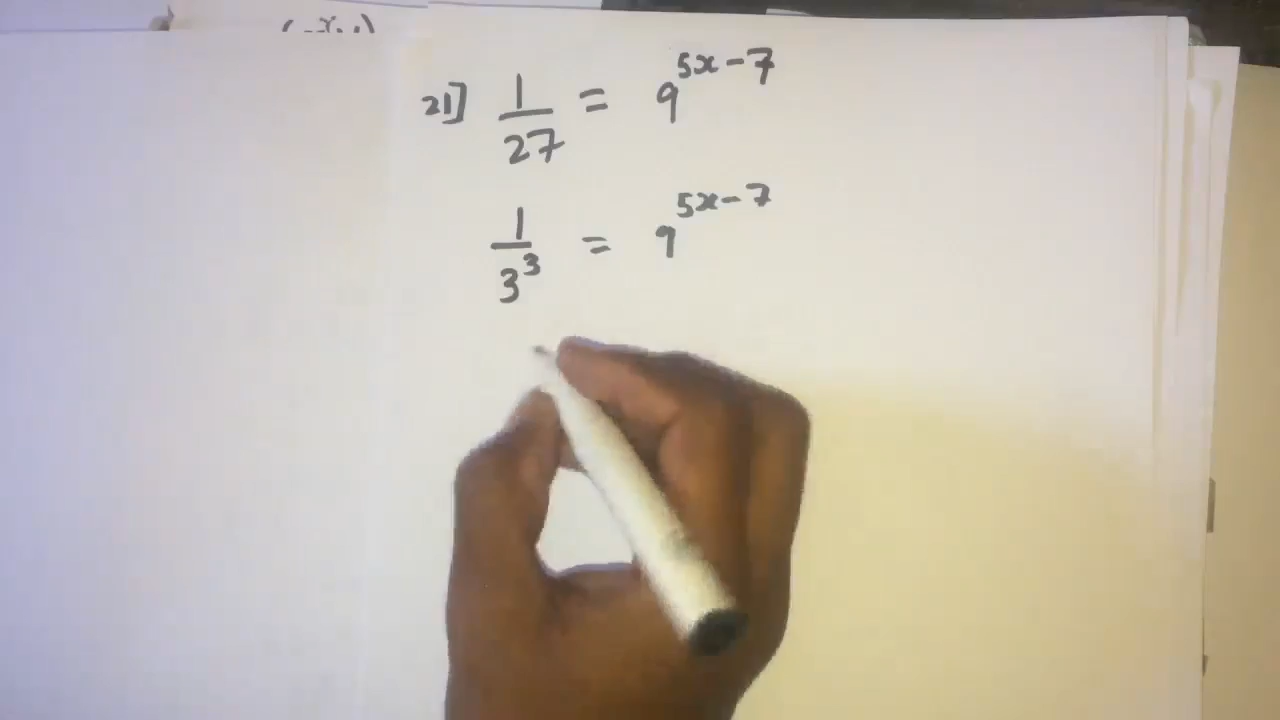 21] 1/27 = 9^(5x-7)
1/3^3 = 9^(5x-7)